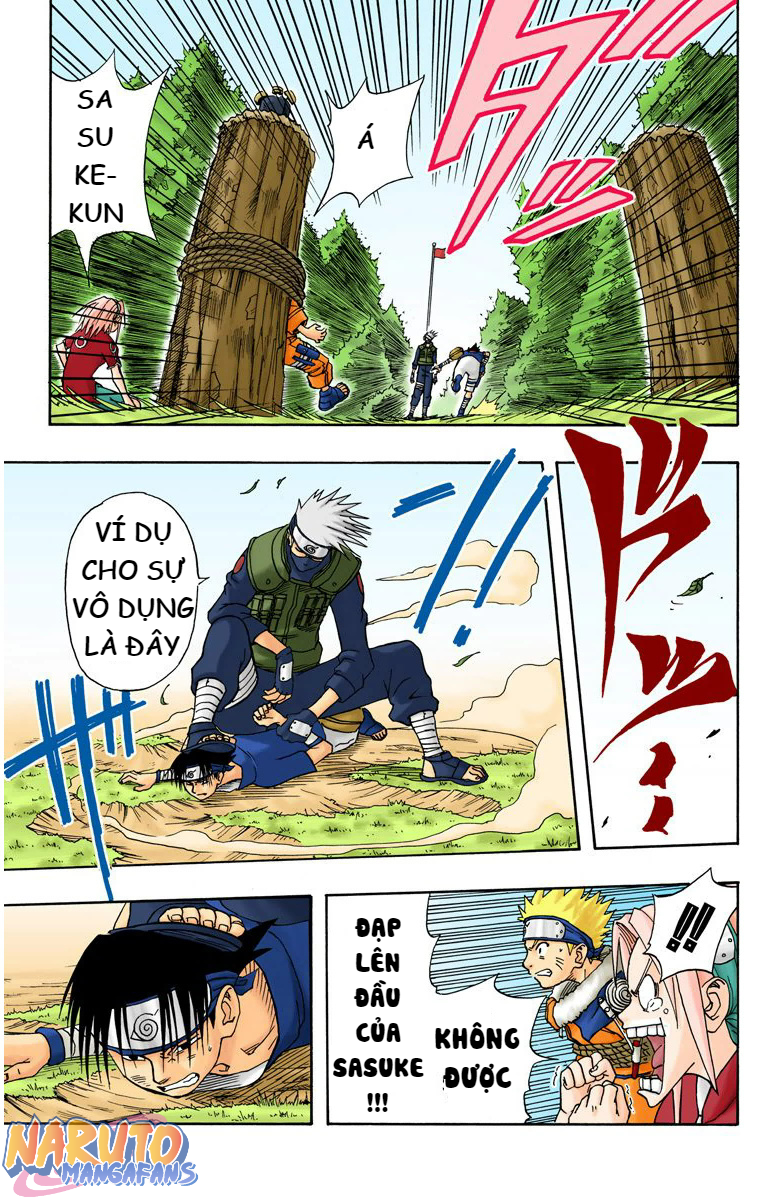 SA
SU
KE-
KUN
Á
VÍ DỤ
CHO SỰ
VÔ DỤNG
LÀ ĐÂY
!!
!!
KHÔNG
ĐƯỢC
ĐẠP
LÊN
ĐẦU
CỦA
SASUKE
!!!
NARUTO
MANGAFANS